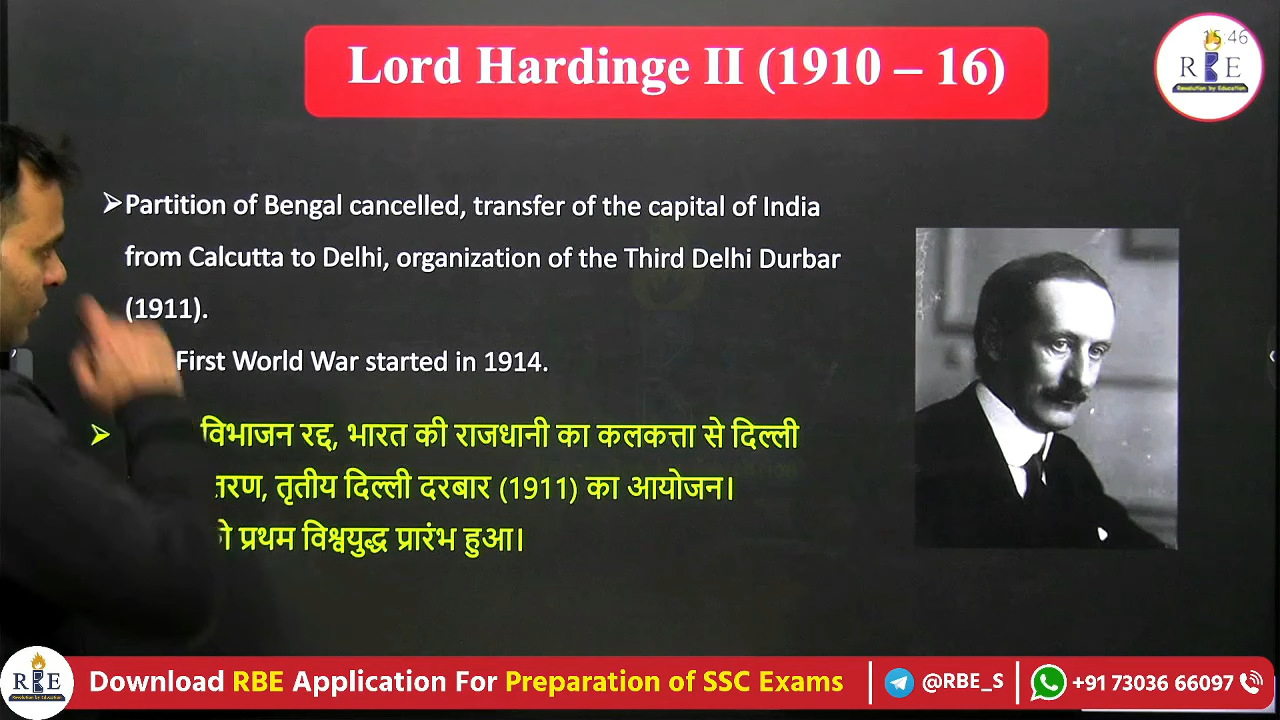 Lord Hardinge II (1910 – 16)
15:46
R E
Revolution by Education
➢Partition of Bengal cancelled, transfer of the capital of India
from Calcutta to Delhi, organization of the Third Delhi Durbar
(1911).
First World War started in 1914.
➢ विभाजन रद्द, भारत की राजधानी का कलकत्ता से दिल्ली
तृतीय दिल्ली दरबार (1911) का आयोजन।
प्रथम विश्वयुद्ध प्रारंभ हुआ।
R E
Revolution by Education
Download RBE Application For Preparation of SSC Exams
@RBE_S
+91 73036 66097